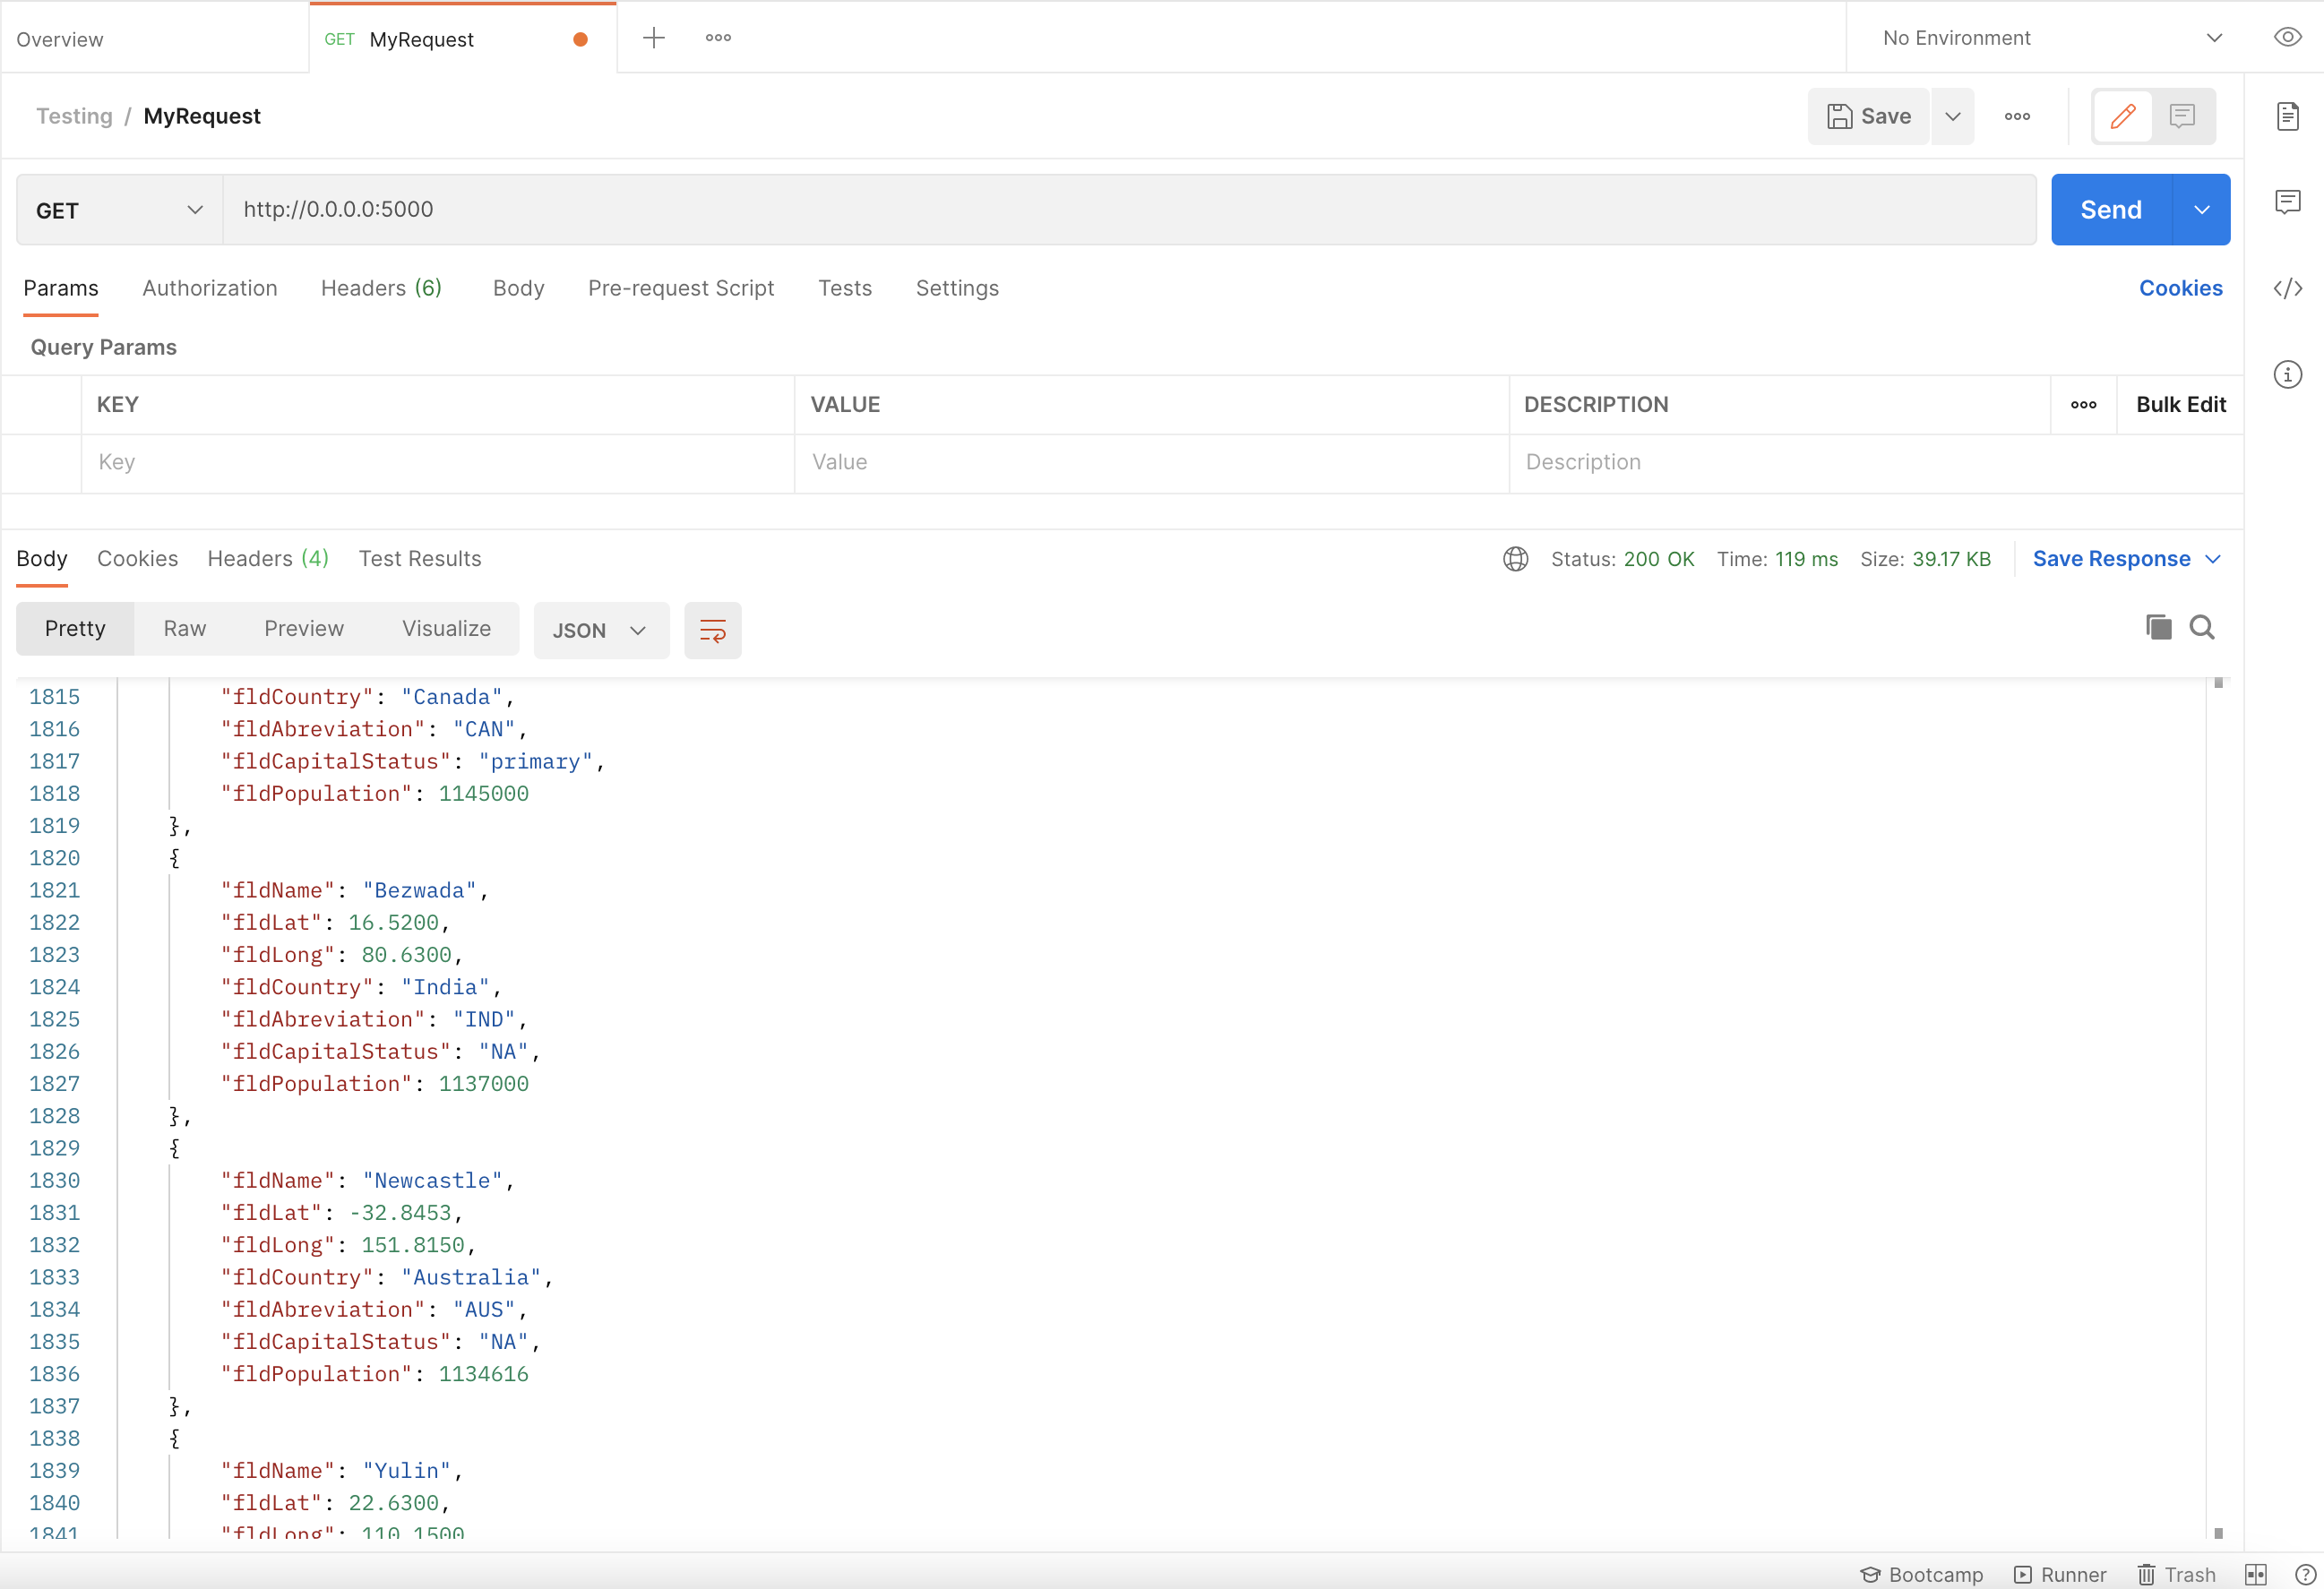 Overview
GET MyRequest
No Environment
Testing / MyRequest
Save
GET
http://0.0.0.0:5000
Send
Params Authorization Headers (6) Body Pre-request Script Tests Settings Cookies
Query Params
KEY VALUE DESCRIPTION Bulk Edit
Key Value Description
Body Cookies Headers (4) Test Results Status: 200 OK Time: 119 ms Size: 39.17 KB Save Response
Pretty Raw Preview Visualize JSON
1815 "fldCountry": "Canada",
1816 "fldAbreviation": "CAN",
1817 "fldCapitalStatus": "primary",
1818 "fldPopulation": 1145000
1819 },
1820 {
1821 "fldName": "Bezwada",
1822 "fldLat": 16.5200,
1823 "fldLong": 80.6300,
1824 "fldCountry": "India",
1825 "fldAbreviation": "IND",
1826 "fldCapitalStatus": "NA",
1827 "fldPopulation": 1137000
1828 },
1829 {
1830 "fldName": "Newcastle",
1831 "fldLat": -32.8453,
1832 "fldLong": 151.8150,
1833 "fldCountry": "Australia",
1834 "fldAbreviation": "AUS",
1835 "fldCapitalStatus": "NA",
1836 "fldPopulation": 1134616
1837 },
1838 {
1839 "fldName": "Yulin",
1840 "fldLat": 22.6300,
1841 "fldLong": 110.1500
Bootcamp Runner Trash